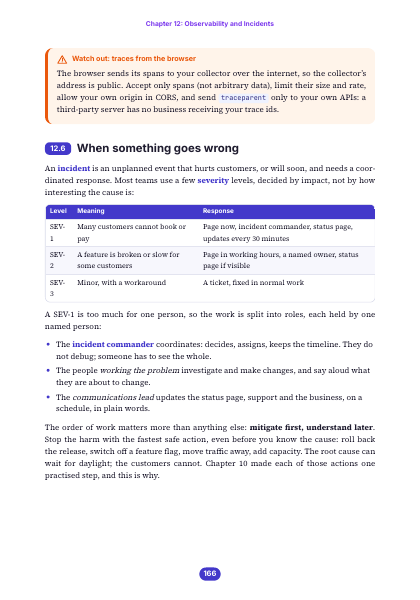 Chapter 12: Observability and Incidents
Watch out: traces from the browser
The browser sends its spans to your collector over the internet, so the collector's
address is public. Accept only spans (not arbitrary data), limit their size and rate,
allow your own origin in CORS, and send traceparent only to your own APIs: a
third-party server has no business receiving your trace ids.
12.6 When something goes wrong
An incident is an unplanned event that hurts customers, or will soon, and needs a coor-
dinated response. Most teams use a few severity levels, decided by impact, not by how
interesting the cause is:
Level Meaning Response
SEV-1 Many customers cannot book or pay Page now, incident commander, status page, updates every 30 minutes
SEV-2 A feature is broken or slow for some customers Page in working hours, a named owner, status page if visible
SEV-3 Minor, with a workaround A ticket, fixed in normal work
A SEV-1 is too much for one person, so the work is split into roles, each held by one
named person:
• The incident commander coordinates: decides, assigns, keeps the timeline. They do
not debug; someone has to see the whole.
• The people working the problem investigate and make changes, and say aloud what
they are about to change.
• The communications lead updates the status page, support and the business, on a
schedule, in plain words.
The order of work matters more than anything else: mitigate first, understand later.
Stop the harm with the fastest safe action, even before you know the cause: roll back
the release, switch off a feature flag, move traffic away, add capacity. The root cause can
wait for daylight; the customers cannot. Chapter 10 made each of those actions one
practised step, and this is why.
166